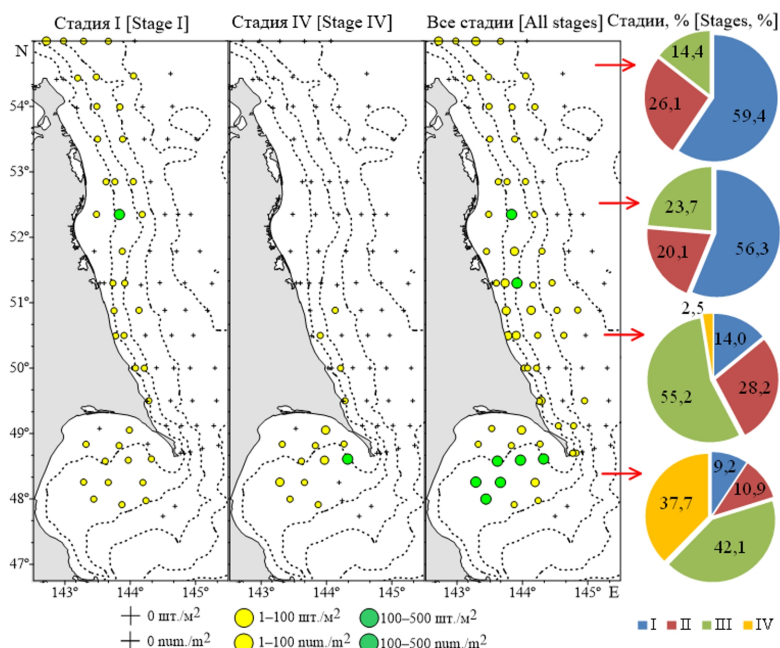 Стадия I [Stage I]
Стадия IV [Stage IV]
Все стадии [All stages]
Стадии, % [Stages, %]
N
54°
53°
52°
51°
50°
49°
48°
47°
143°
144°
145°
143°
144°
145°
143°
144°
145°
E
14,4
26,1
59,4
23,7
20,1
56,3
2,5
14,0
28,2
55,2
9,2
10,9
37,7
42,1
0 шт./м²
1–100 шт./м²
100–500 шт./м²
0 num./m²
1–100 num./m²
100–500 num./m²
I II III IV